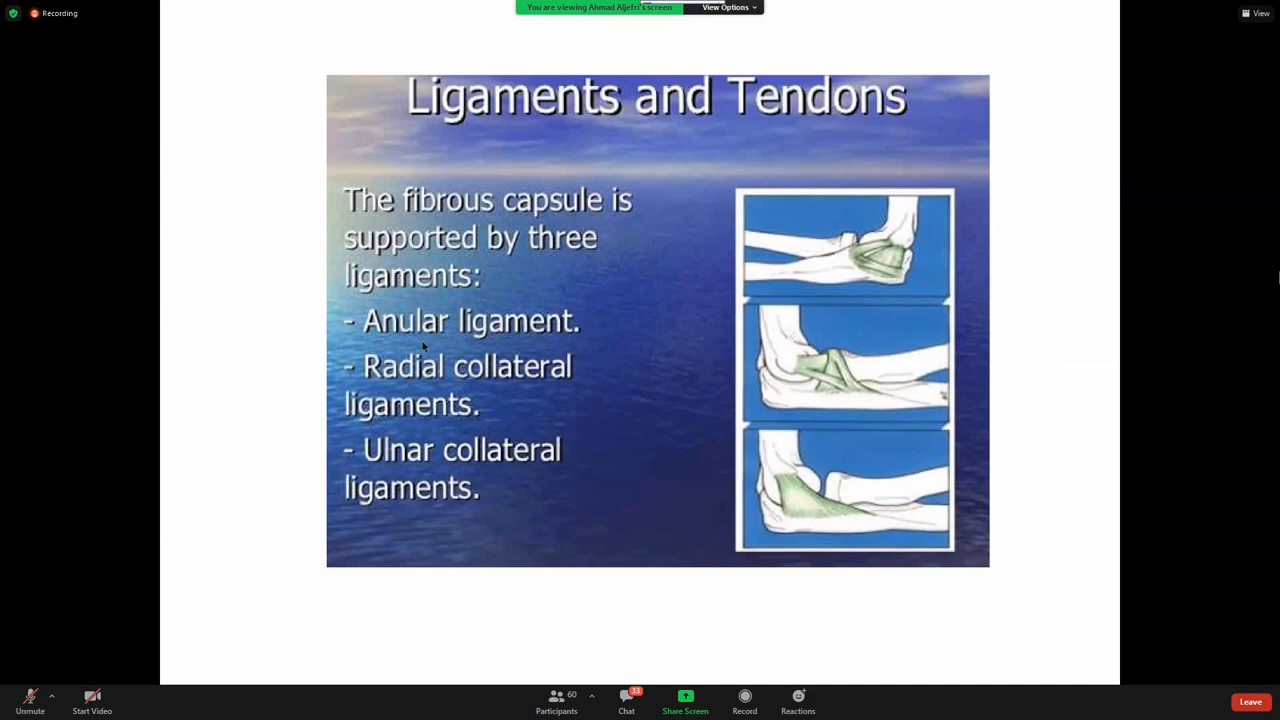 Recording
You are viewing Ahmad Aljefri's screen
View Options
View
Ligaments and Tendons
The fibrous capsule is
supported by three
ligaments:
- Anular ligament.
- Radial collateral
ligaments.
- Ulnar collateral
ligaments.
Unmute
Start Video
60
Participants
33
Chat
Share Screen
Record
Reactions
Leave